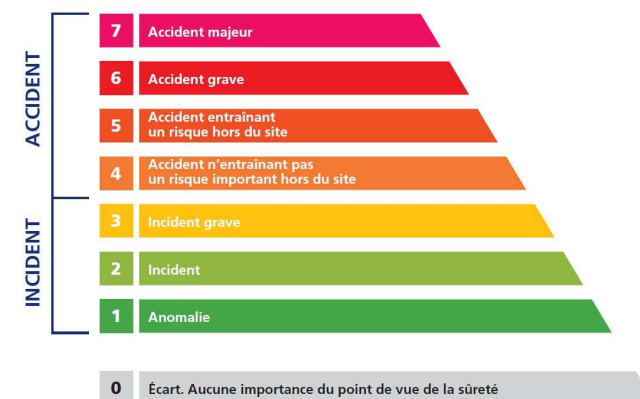 ACCIDENT
7 Accident majeur
6 Accident grave
5 Accident entraînant
un risque hors du site
4 Accident n'entraînant pas
un risque important hors du site
INCIDENT
3 Incident grave
2 Incident
1 Anomalie
0 Écart. Aucune importance du point de vue de la sûreté